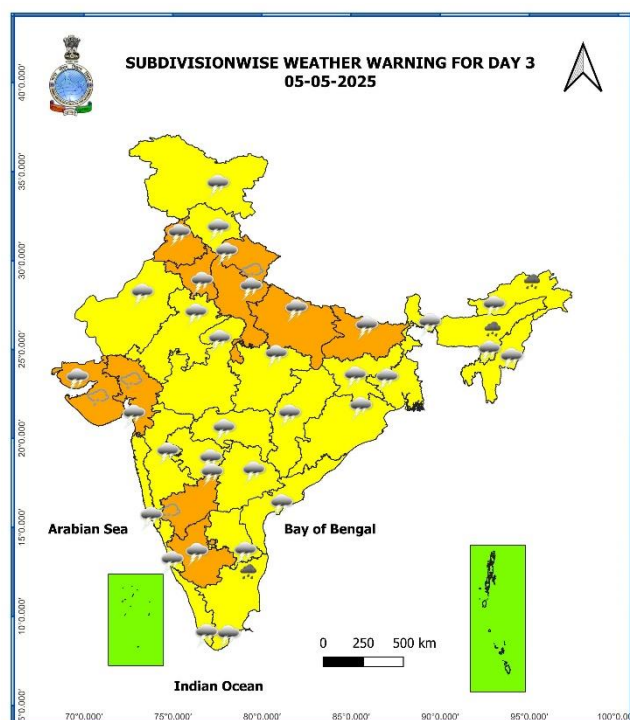 SUBDIVISIONWISE WEATHER WARNING FOR DAY 3
05-05-2025
40°0.000'
35°0.000'
30°0.000'
25°0.000'
20°0.000'
15°0.000'
10°0.000'
5°0.000'
Arabian Sea
Bay of Bengal
0 250 500 km
Indian Ocean
70°0.000' 75°0.000' 80°0.000' 85°0.000' 90°0.000' 95°0.000' 100°0.0